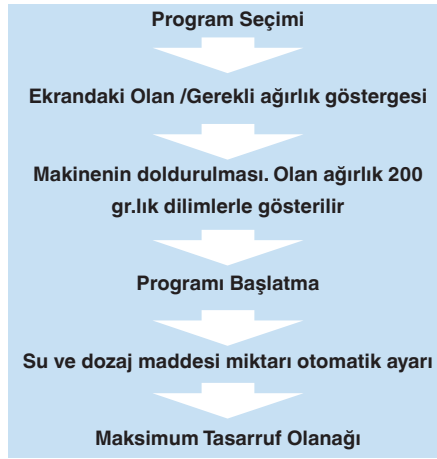 Program Seçimi
Ekrandaki Olan /Gerekli ağırlık göstergesi
Makinenin doldurulması. Olan ağırlık 200
gr.lık dilimlerle gösterilir
Programı Başlatma
Su ve dozaj maddesi miktarı otomatik ayarı
Maksimum Tasarruf Olanağı